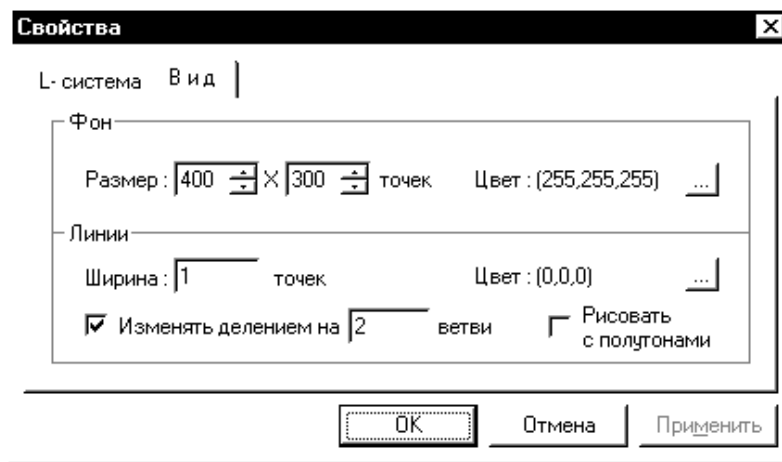 Свойства
L- система Вид
Фон
Размер : 400 X 300 точек Цвет : (255,255,255) ...
Линии
Ширина : 1 точек Цвет : (0,0,0) ...
Изменять делением на 2 ветви Рисовать
с полутонами
OK Отмена Применить